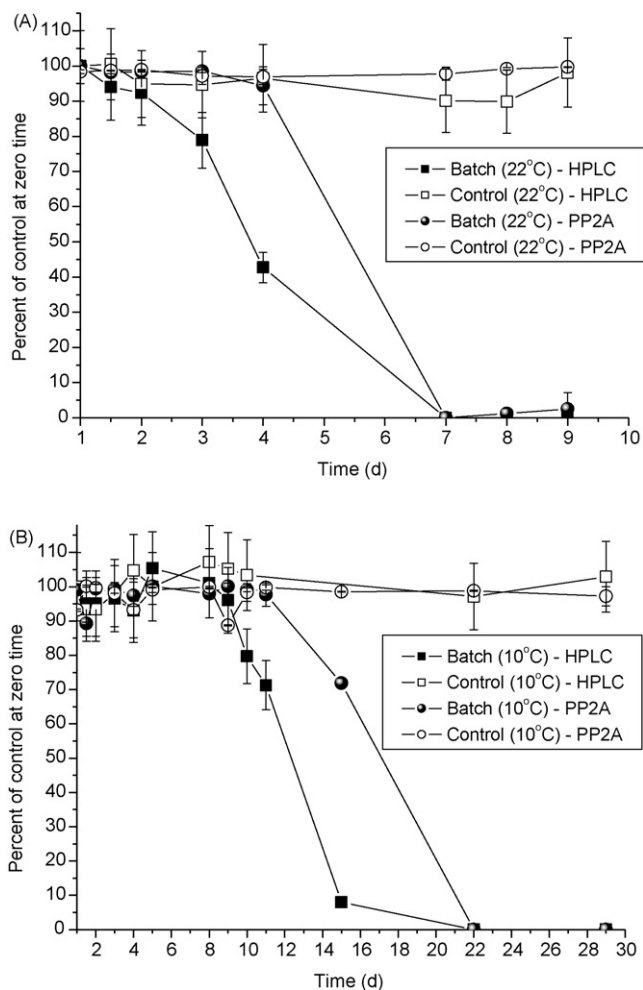 (A)
110
100
90
80
70
60
50
40
30
20
10
0
Percent of control at zero time
Batch (22°C) - HPLC
Control (22°C) - HPLC
Batch (22°C) - PP2A
Control (22°C) - PP2A
1 2 3 4 5 6 7 8 9 10
Time (d)
(B)
110
100
90
80
70
60
50
40
30
20
10
0
Percent of control at zero time
Batch (10°C) - HPLC
Control (10°C) - HPLC
Batch (10°C) - PP2A
Control (10°C) - PP2A
2 4 6 8 10 12 14 16 18 20 22 24 26 28 30
Time (d)